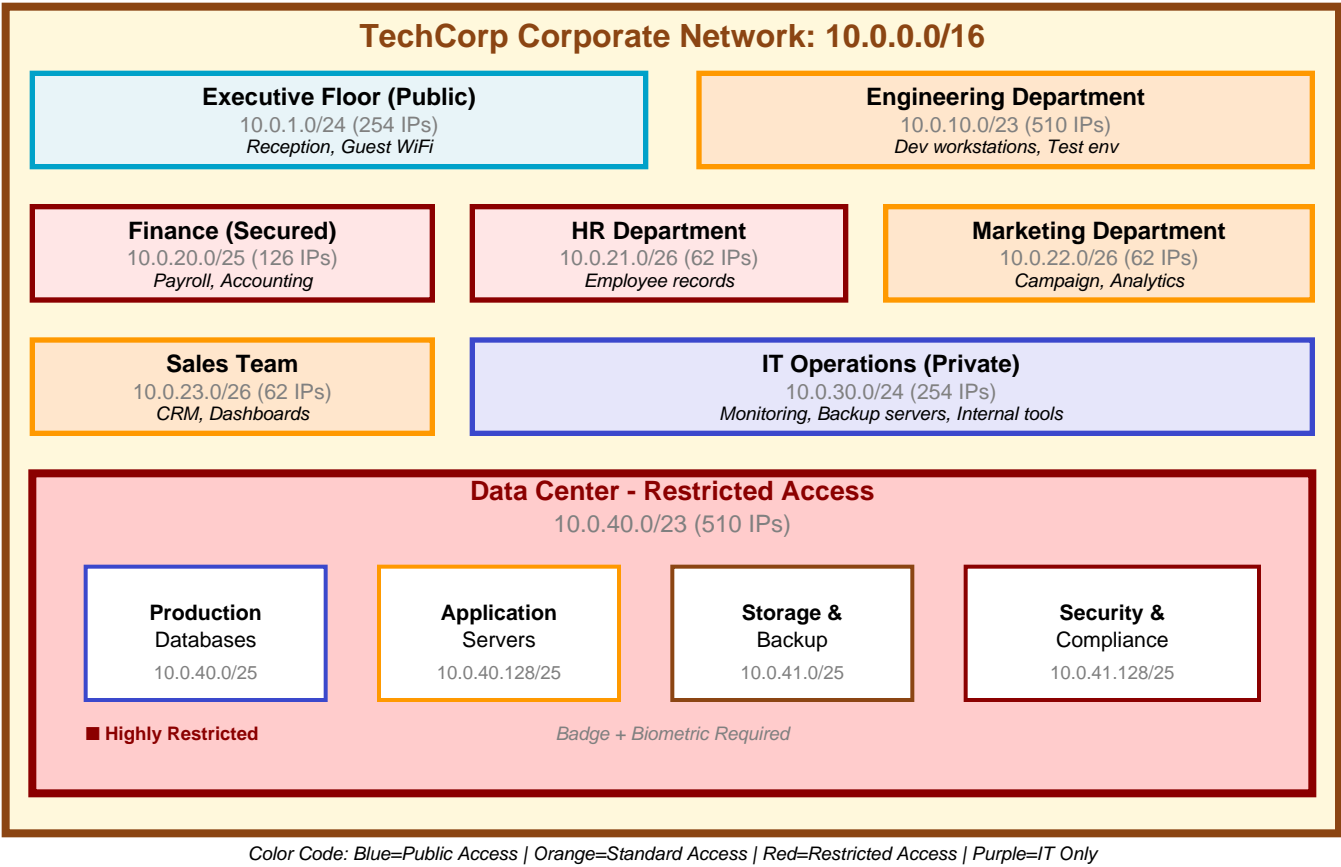 TechCorp Corporate Network: 10.0.0.0/16
Executive Floor (Public)
10.0.1.0/24 (254 IPs)
Reception, Guest WiFi
Engineering Department
10.0.10.0/23 (510 IPs)
Dev workstations, Test env
Finance (Secured)
10.0.20.0/25 (126 IPs)
Payroll, Accounting
HR Department
10.0.21.0/26 (62 IPs)
Employee records
Marketing Department
10.0.22.0/26 (62 IPs)
Campaign, Analytics
Sales Team
10.0.23.0/26 (62 IPs)
CRM, Dashboards
IT Operations (Private)
10.0.30.0/24 (254 IPs)
Monitoring, Backup servers, Internal tools
Data Center - Restricted Access
10.0.40.0/23 (510 IPs)
Production
Databases
10.0.40.0/25
Application
Servers
10.0.40.128/25
Storage &
Backup
10.0.41.0/25
Security &
Compliance
10.0.41.128/25
■ Highly Restricted
Badge + Biometric Required
Color Code: Blue=Public Access | Orange=Standard Access | Red=Restricted Access | Purple=IT Only